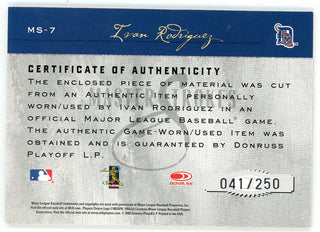 MS-7
Ivan Rodriguez
CERTIFICATE OF AUTHENTICITY
THE ENCLOSED PIECE OF MATERIAL WAS CUT
FROM AN AUTHENTIC ITEM PERSONALLY
WORN/USED BY IVAN RODRIGUEZ IN AN
OFFICIAL MAJOR LEAGUE BASEBALL® GAME.
THE AUTHENTIC GAME-WORN/USED ITEM WAS
OBTAINED AND IS GUARANTEED BY DONRUSS
PLAYOFF L.P.
DONRUSS
041/250